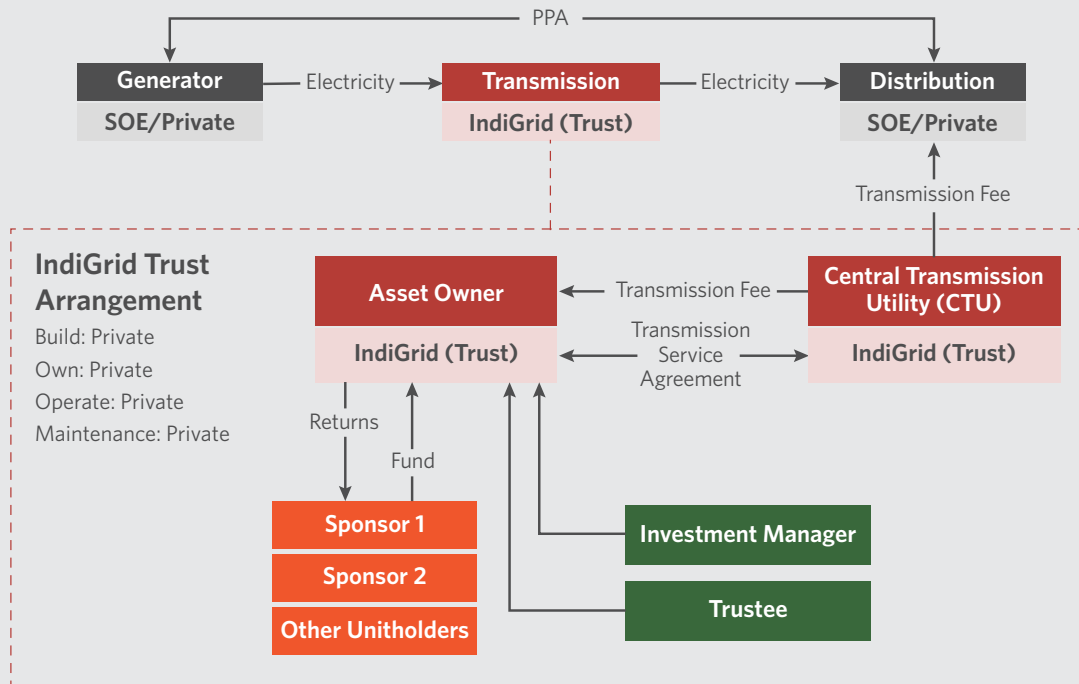 PPA
Generator
SOE/Private
Electricity
Transmission
IndiGrid (Trust)
Electricity
Distribution
SOE/Private
Transmission Fee
IndiGrid Trust
Arrangement
Build: Private
Own: Private
Operate: Private
Maintenance: Private
Asset Owner
IndiGrid (Trust)
Transmission Fee
Transmission
Service
Agreement
Central Transmission
Utility (CTU)
IndiGrid (Trust)
Returns
Fund
Sponsor 1
Sponsor 2
Other Unitholders
Investment Manager
Trustee